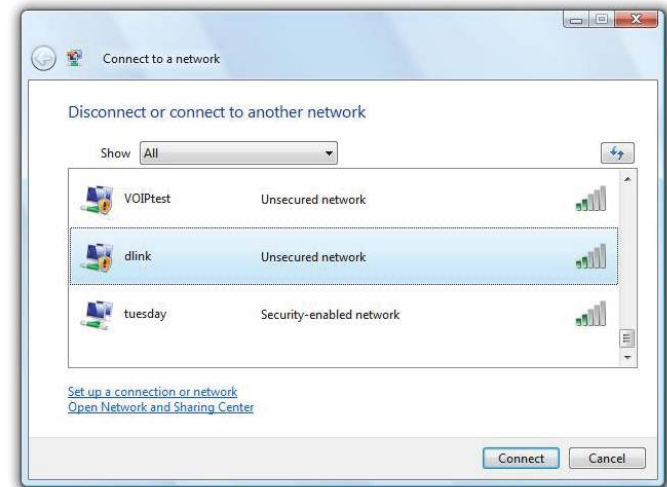 Connect to a network
Disconnect or connect to another network
Show All
VOIPtest Unsecured network
dlink Unsecured network
tuesday Security-enabled network
Set up a connection or network
Open Network and Sharing Center
Connect Cancel